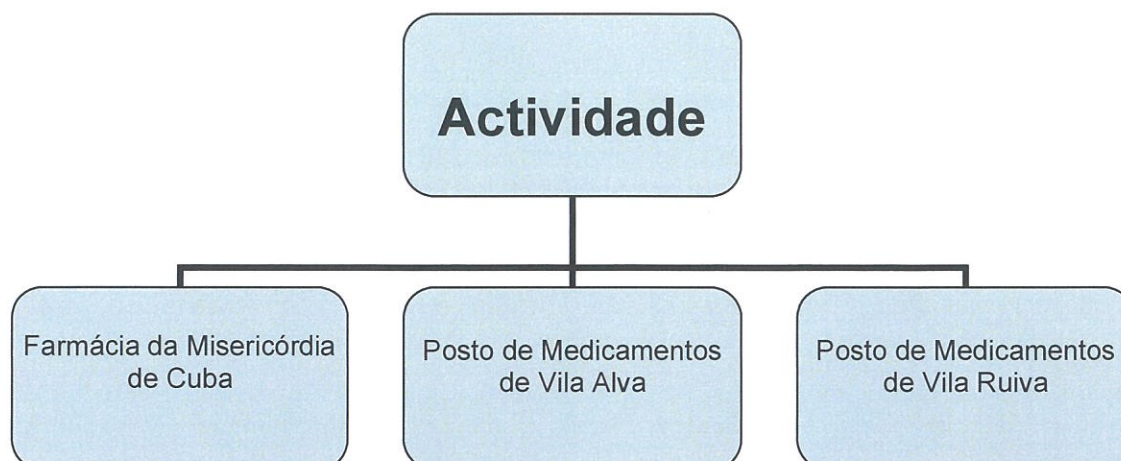 Actividade
Farmácia da Misericórdia
de Cuba
Posto de Medicamentos
de Vila Alva
Posto de Medicamentos
de Vila Ruiva